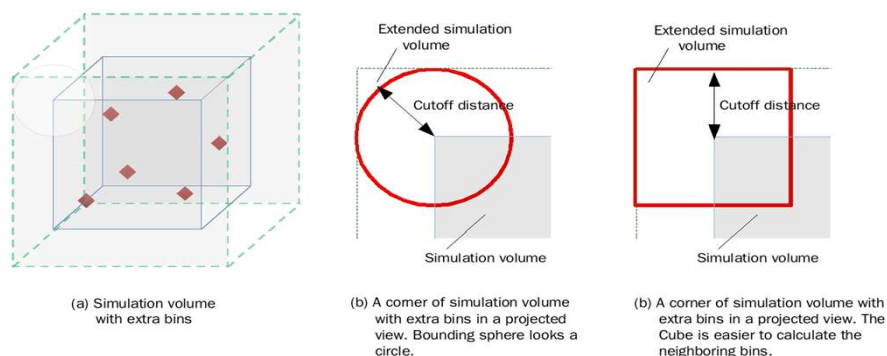 Extended simulation
volume
Cutoff distance
Simulation volume
Extended simulation
volume
Cutoff distance
Simulation volume
(a) Simulation volume
with extra bins
(b) A corner of simulation volume
with extra bins in a projected
view. Bounding sphere looks a
circle.
(b) A corner of simulation volume with
extra bins in a projected view. The
Cube is easier to calculate the
neighboring bins.